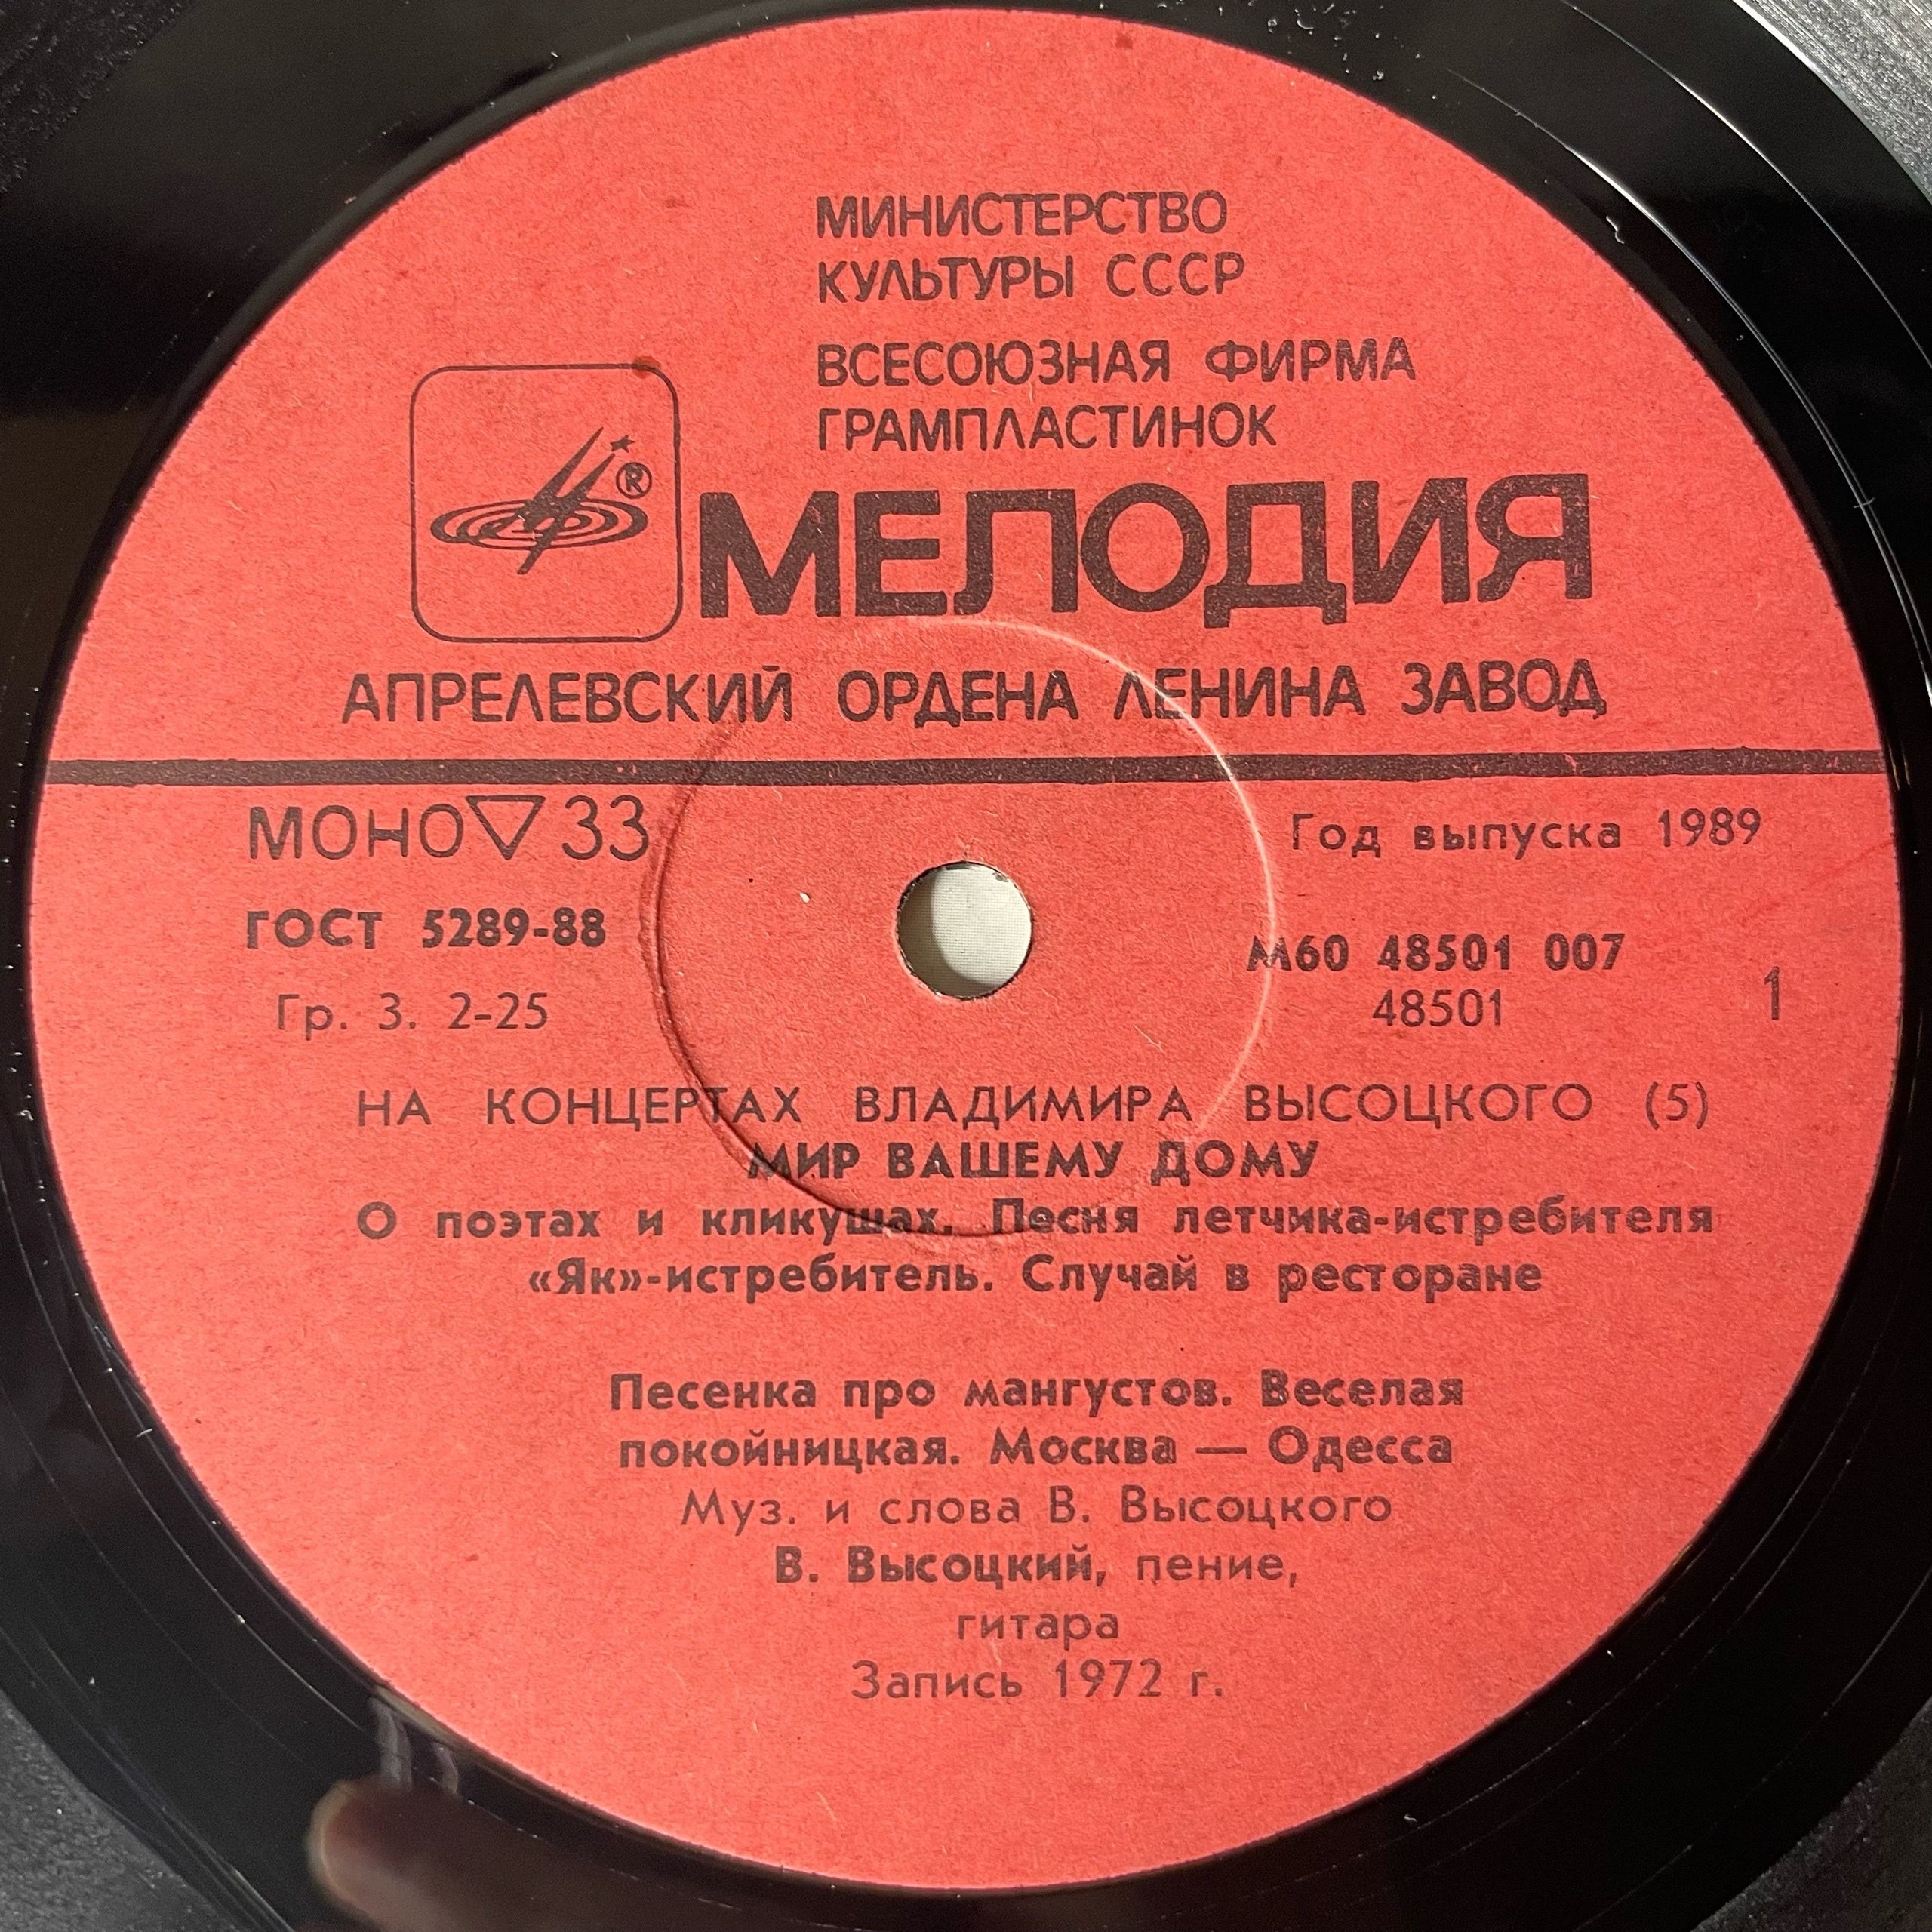 МИНИСТЕРСТВО
КУЛЬТУРЫ СССР
ВСЕСОЮЗНАЯ ФИРМА
ГРАМПЛАСТИНОК
®
МЕЛОДИЯ
АПРЕЛЕВСКИЙ ОРДЕНА ЛЕНИНА ЗАВОД
МОНО▽33
Год выпуска 1989
ГОСТ 5289-88
М60 48501 007
Гр. 3. 2-25
48501
1
НА КОНЦЕРТАХ ВЛАДИМИРА ВЫСОЦКОГО (5)
МИР ВАШЕМУ ДОМУ
О поэтах и кликушах. Песня летчика-истребителя
«Як»-истребитель. Случай в ресторане
Песенка про мангустов. Веселая
покойницкая. Москва — Одесса
Муз. и слова В. Высоцкого
В. Высоцкий, пение,
гитара
Запись 1972 г.